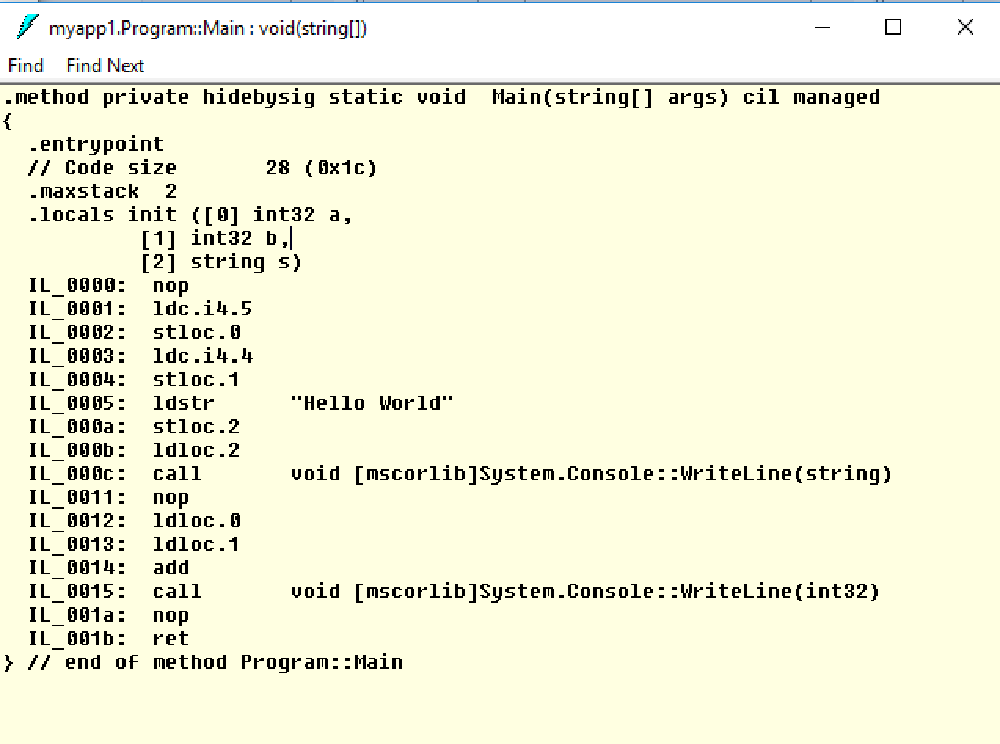 myapp1.Program::Main : void(string[])
Find Find Next
.method private hidebysig static void  Main(string[] args) cil managed
{
  .entrypoint
  // Code size       28 (0x1c)
  .maxstack  2
  .locals init ([0] int32 a,
           [1] int32 b,
           [2] string s)
  IL_0000:  nop
  IL_0001:  ldc.i4.5
  IL_0002:  stloc.0
  IL_0003:  ldc.i4.4
  IL_0004:  stloc.1
  IL_0005:  ldstr      "Hello World"
  IL_000a:  stloc.2
  IL_000b:  ldloc.2
  IL_000c:  call       void [mscorlib]System.Console::WriteLine(string)
  IL_0011:  nop
  IL_0012:  ldloc.0
  IL_0013:  ldloc.1
  IL_0014:  add
  IL_0015:  call       void [mscorlib]System.Console::WriteLine(int32)
  IL_001a:  nop
  IL_001b:  ret
} // end of method Program::Main